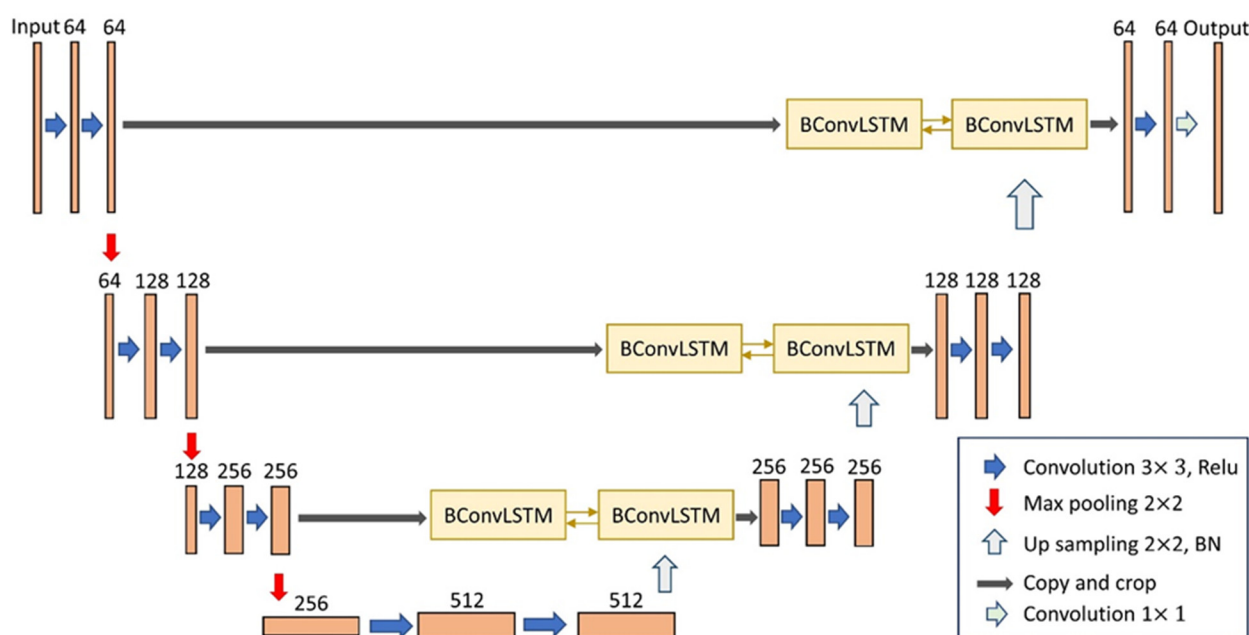 Input 64 64
64 64 Output
BConvLSTM BConvLSTM
64 128 128
128 128 128
BConvLSTM BConvLSTM
128 256 256
256 256 256
BConvLSTM BConvLSTM
256 512 512
Convolution 3× 3, Relu
Max pooling 2×2
Up sampling 2×2, BN
Copy and crop
Convolution 1× 1